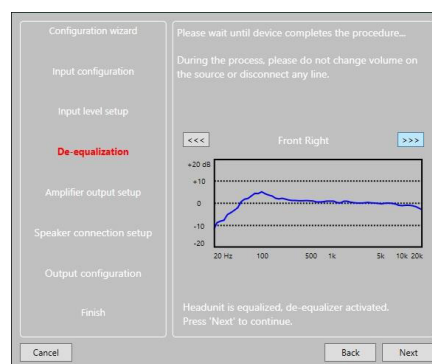 Configuration wizard
Input configuration
Input level setup
De-equalization
Amplifier output setup
Speaker connection setup
Output configuration
Finish
Please wait until device completes the procedure...
During the process, please do not change volume on
the source or disconnect any line.
<<< Front Right >>>
+20 dB
+10
0
-10
-20
20 Hz 100 500 1k 5k 10k 20k
Headunit is equalized, de-equalizer activated.
Press 'Next' to continue.
Cancel Back Next